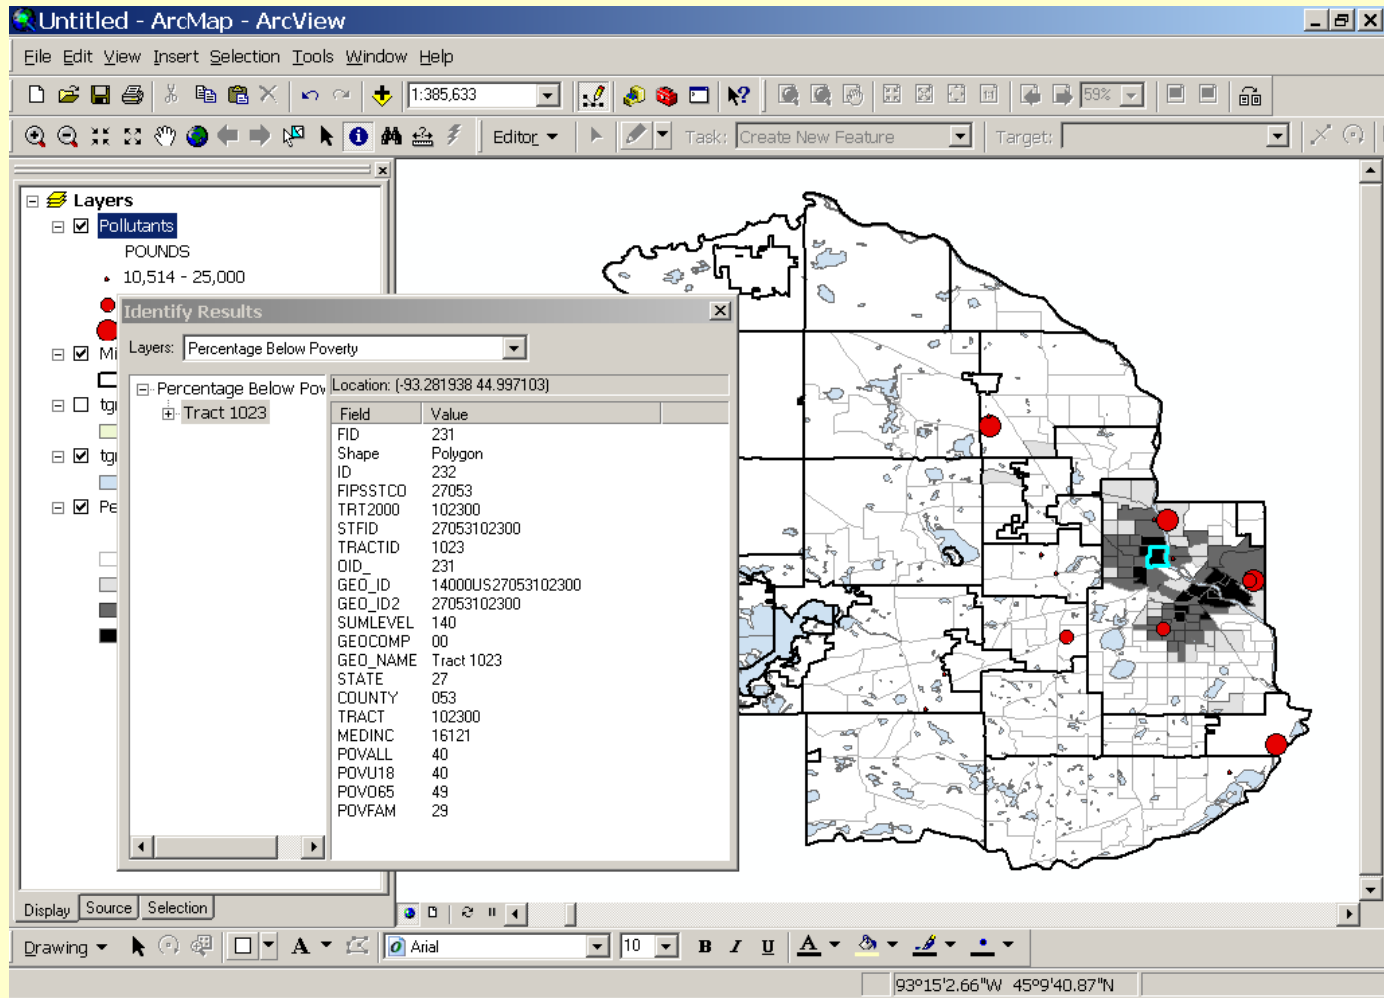 Untitled - ArcMap - ArcView
File Edit View Insert Selection Tools Window Help
1:385,633
59%
Editor
Task: Create New Feature
Target:
Layers
Pollutants
POUNDS
10,514 - 25,000
Mi
tg
tg
Pe
Identify Results
Layers: Percentage Below Poverty
Percentage Below Pov
Tract 1023
Location: (-93.281938 44.997103)
Field Value
FID 231
Shape Polygon
ID 232
FIPSSTCO 27053
TRT2000 102300
STFID 27053102300
TRACTID 1023
OID_ 231
GEO_ID 14000US27053102300
GEO_ID2 27053102300
SUMLEVEL 140
GEOCOMP 00
GEO_NAME Tract 1023
STATE 27
COUNTY 053
TRACT 102300
MEDINC 16121
POVALL 40
POVU18 40
POVO65 49
POVFAM 29
Display Source Selection
Drawing A Arial 10 B I U A
93°15'2.66"W 45°9'40.87"N